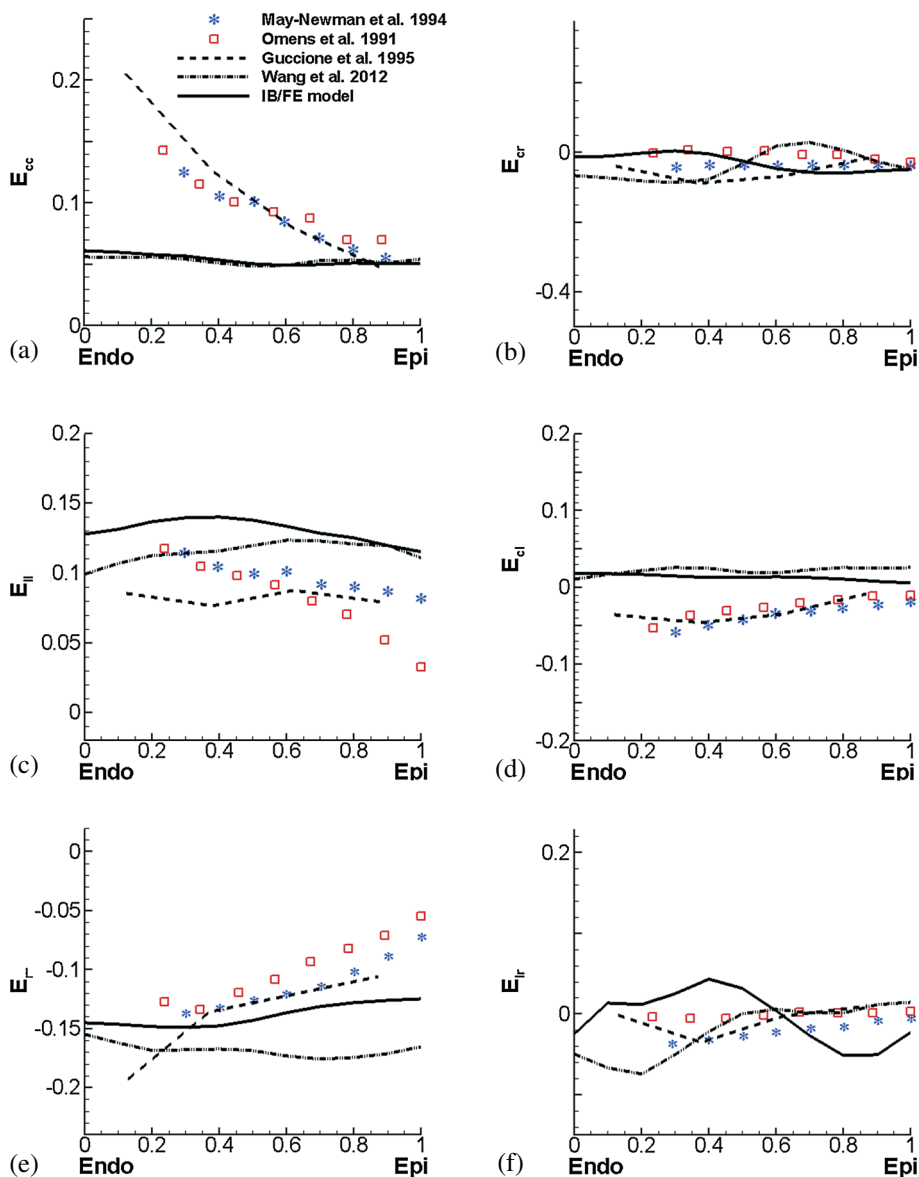 May-Newman et al. 1994
Omens et al. 1991
Guccione et al. 1995
Wang et al. 2012
IB/FE model
E_cc
0.2
0.1
0
0
0.2
0.4
0.6
0.8
1
Endo
Epi
(a)
E_cr
0
-0.4
0
0.2
0.4
0.6
0.8
1
Endo
Epi
(b)
E_ll
0.2
0.15
0.1
0.05
0
0
0.2
0.4
0.6
0.8
1
Endo
Epi
(c)
E_cl
0.2
0.1
0
-0.1
-0.2
0
0.2
0.4
0.6
0.8
1
Endo
Epi
(d)
E_rr
0
-0.05
-0.1
-0.15
-0.2
0
0.2
0.4
0.6
0.8
1
Endo
Epi
(e)
E_lr
0.2
0
0
0.2
0.4
0.6
0.8
1
Endo
Epi
(f)